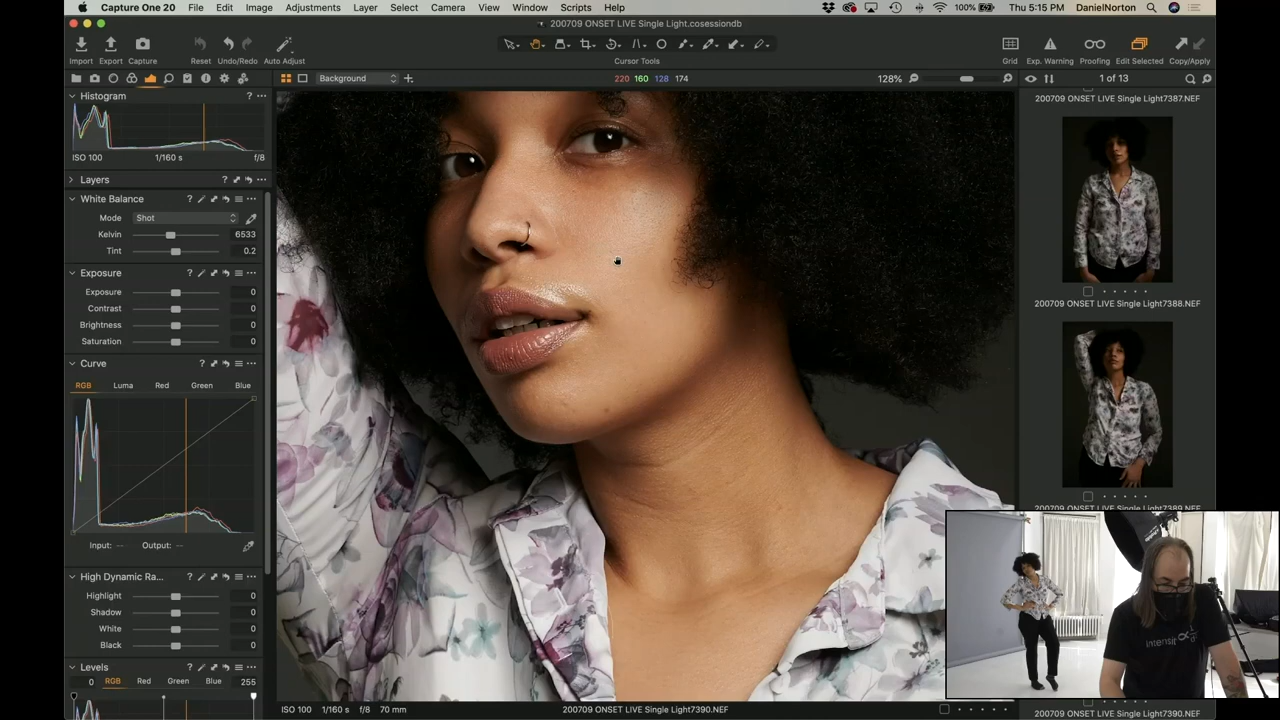 Capture One 20 File Edit Image Adjustments Layer Select Camera View Window Scripts Help 100% Thu 5:15 PM DanielNorton
200709 ONSET LIVE Single Light.cosessiondb
Import Export Capture Reset Undo/Redo Auto Adjust Cursor Tools Grid Exp. Warning Proofing Edit Selected Copy/Apply
Background 220 160 128 174 128% 1 of 13
Histogram ?
ISO 100 1/160 s f/8
Layers ?
White Balance ?
Mode Shot
Kelvin 6533
Tint 0.2
Exposure ?
Exposure 0
Contrast 0
Brightness 0
Saturation 0
Curve ?
RGB Luma Red Green Blue
Input: -- Output: --
High Dynamic Ra... ?
Highlight 0
Shadow 0
White 0
Black 0
Levels ?
0 RGB Red Green Blue 255
ISO 100 1/160 s f/8 70 mm 200709 ONSET LIVE Single Light7390.NEF
200709 ONSET LIVE Single Light7387.NEF
200709 ONSET LIVE Single Light7388.NEF
200709 ONSET LIVE Single Light7389.NEF
200709 ONSET LIVE Single Light7390.NEF